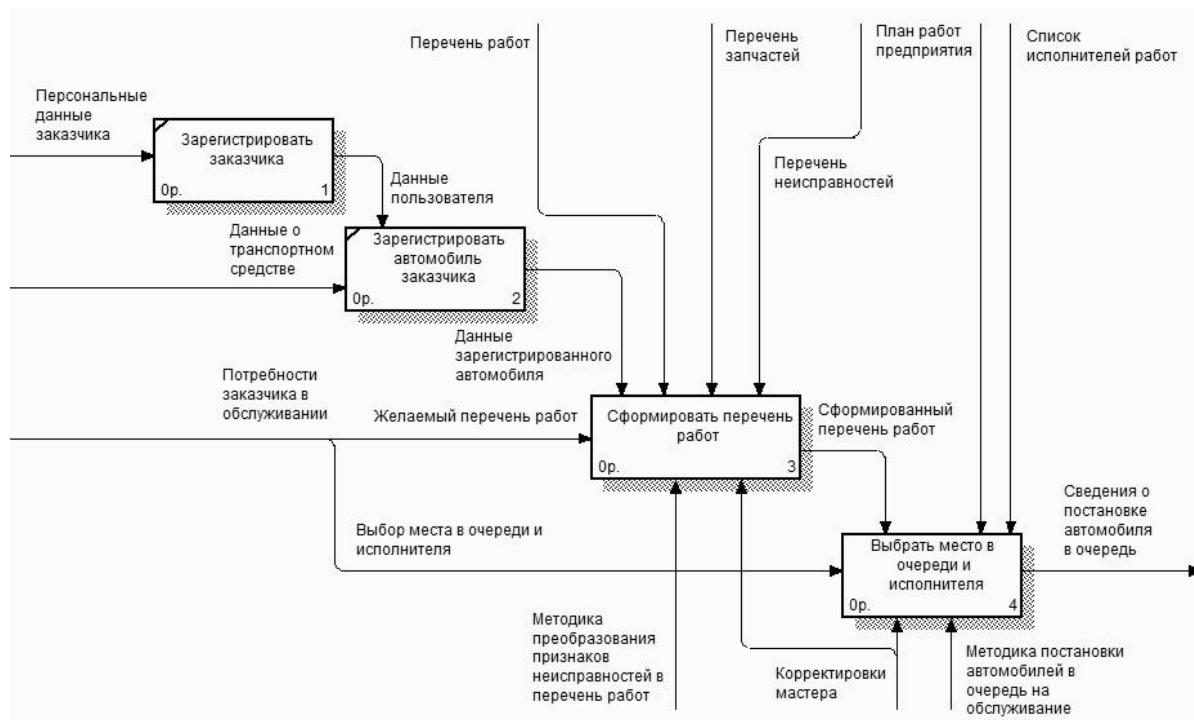 Перечень работ
Перечень
запчастей
План работ
предприятия
Список
исполнителей работ
Персональные
данные
заказчика
Зарегистрировать
заказчика
0р.
1
Перечень
неисправностей
Данные
пользователя
Данные о
транспортном
средстве
Зарегистрировать
автомобиль
заказчика
0р.
2
Данные
зарегистрированного
автомобиля
Потребности
заказчика в
обслуживании
Желаемый перечень работ
Сформировать перечень
работ
0р.
3
Сформированный
перечень работ
Сведения о
постановке
автомобиля
в очередь
Выбор места в очереди и
исполнителя
Выбрать место в
очереди и
исполнителя
0р.
4
Методика
преобразования
признаков
неисправностей в
перечень работ
Корректировки
мастера
Методика постановки
автомобилей в
очередь на
обслуживание